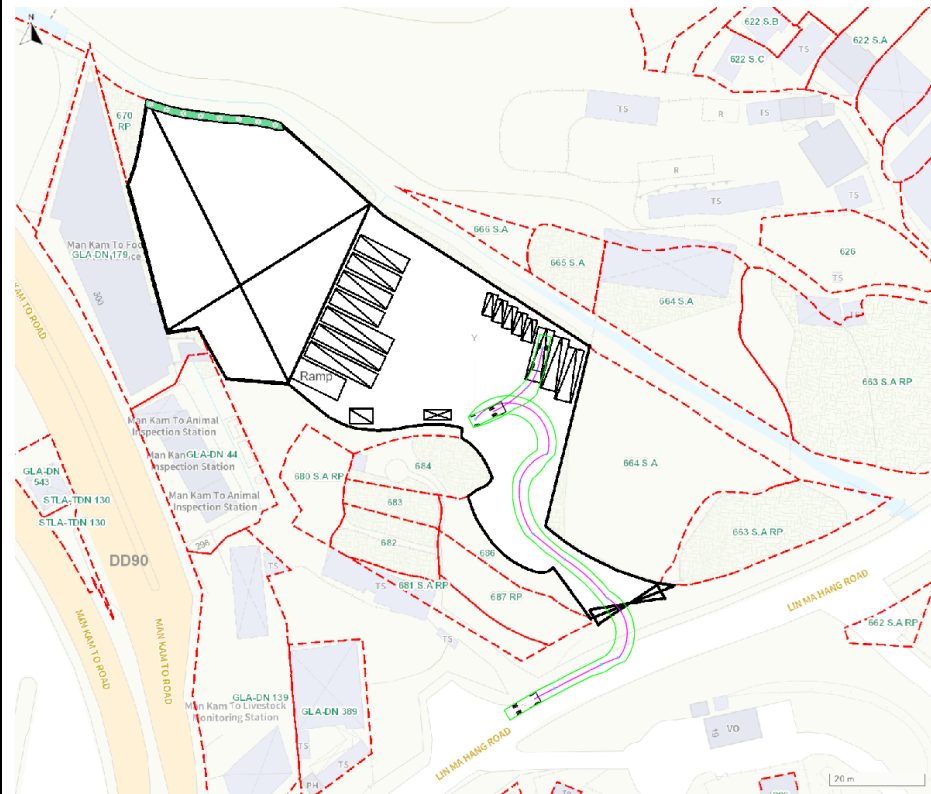 N
622 S.B
622 S.A
TS
622 S.C
670
RP
TS
R
TS
R
TS
TS
666 S.A
665 S.A
626
TS
664 S.A
TS
Man Kam To Foo
GLA-DN 179
300
MAN KAM TO ROAD
Y
663 S.A RP
Ramp
Man Kam To Animal
Inspection Station
GLA-DN 44
Inspection Station
Man Kam To Animal
Inspection Station
GLA-DN
543
STLA-TDN 130
STLA-TDN 130
680 S.A RP
684
683
682
664 S.A
663 S.A RP
298
DD90
TS
686
TS
681 S.A RP
687 RP
LIN MA HANG ROAD
662 S.A RP
MAN KAM TO ROAD
MAN KAM TO ROAD
TS
GLA-DN 139
Man Kam To Livestock
Monitoring Station
GLA-DN 389
VO
LIN MA HANG ROAD
TS
TS
PH
20 m
TS